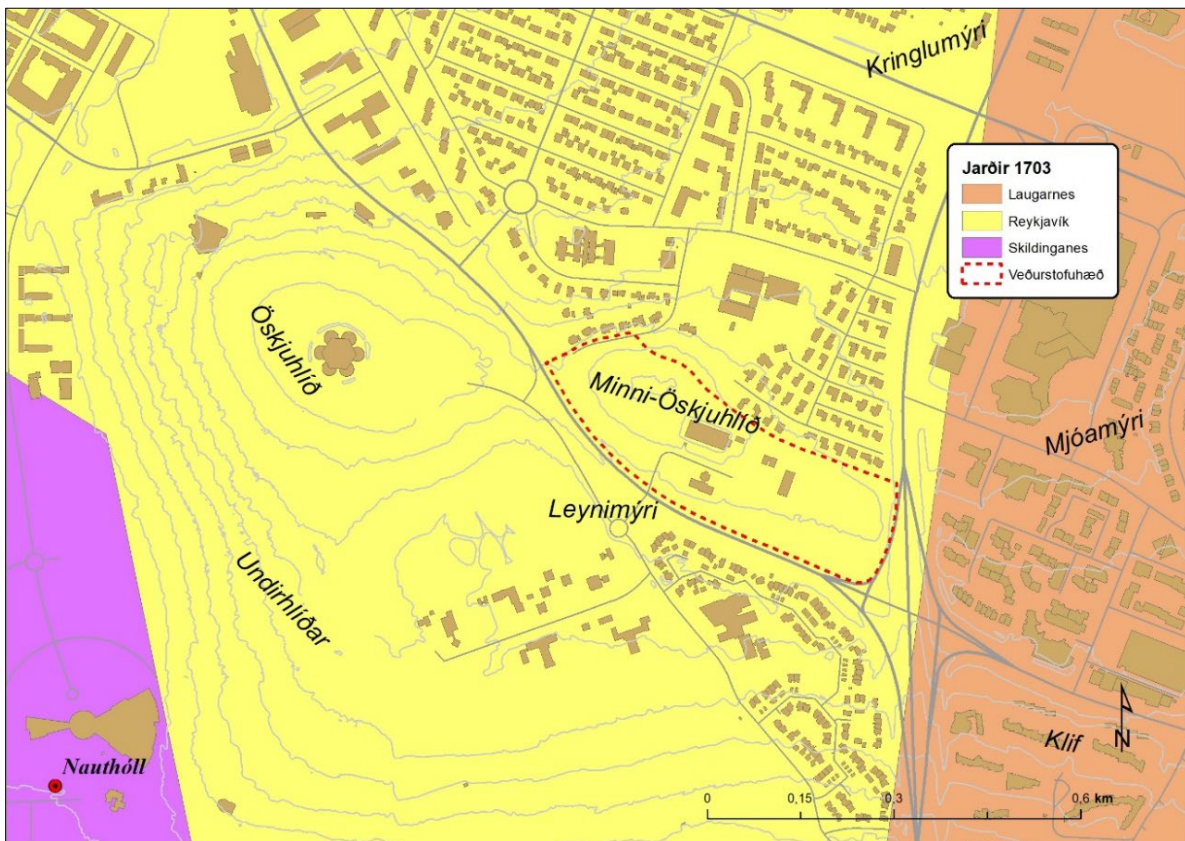 Kringlumýri
Jarðir 1703
Laugarnes
Reykjavík
Skildinganes
Veðurstofuhæð
Öskjuhlíð
Minni-Öskjuhlíð
Mjóamýri
Leynimýri
Undirhlíðar
Klif
N
Nauthóll
0 0,15 0,3 0,6 km